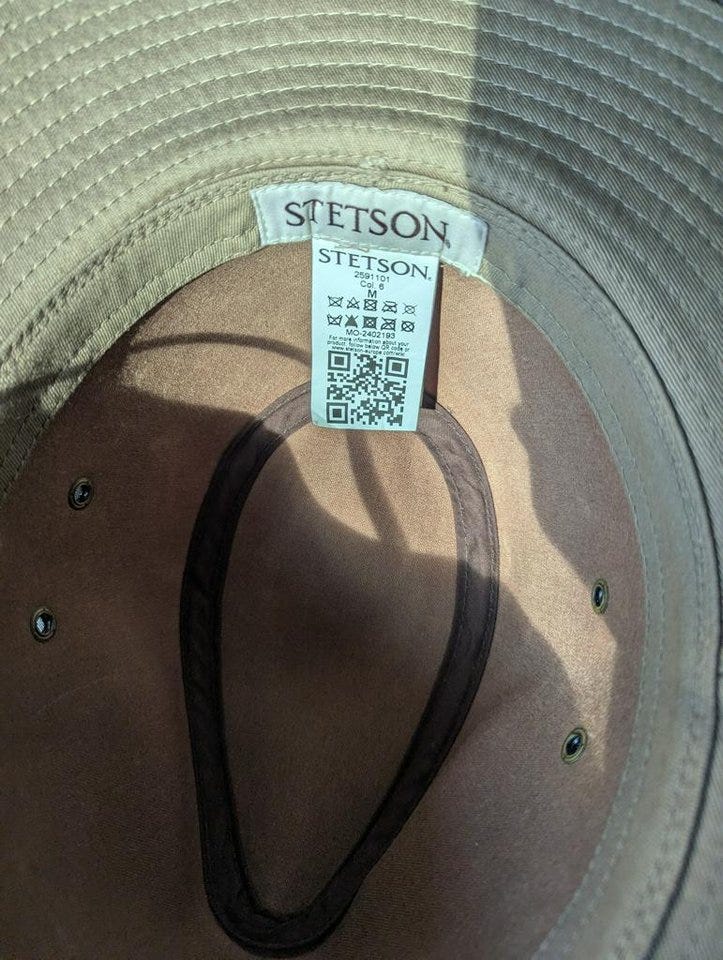 STETSON®
STETSON®
2591101
Col. 6
M
MO-2402193
For more information about your
product, follow below QR code or
www.stetson-europe.com/wiki